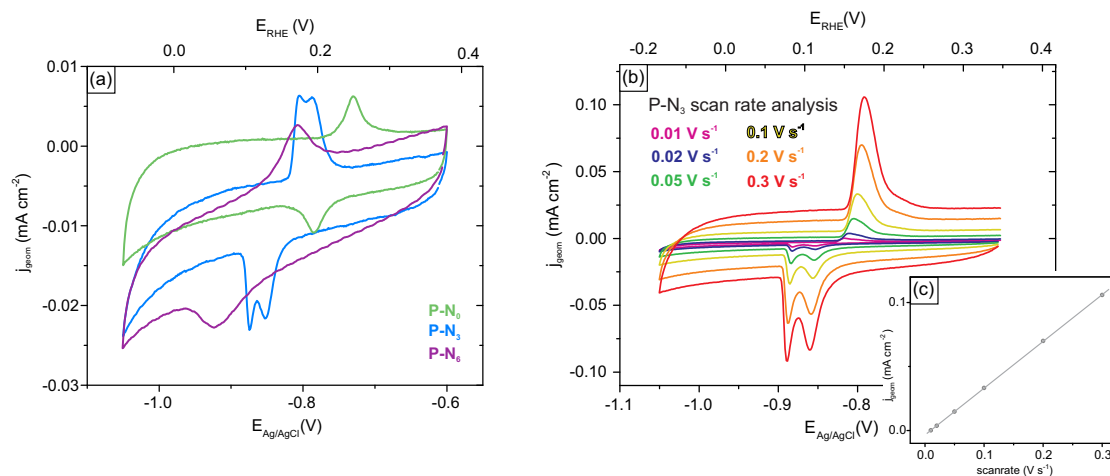 E_RHE (V)
0.0 0.2 0.4
(a)
0.01
0.00
-0.01
-0.02
-0.03
j_geom (mA cm⁻²)
P-N₀
P-N₃
P-N₆
-1.0 -0.8 -0.6
E_Ag/AgCl(V)
E_RHE(V)
-0.2 -0.1 0.0 0.1 0.2 0.3 0.4
(b)
P-N₃ scan rate analysis
0.01 V s⁻¹ 0.1 V s⁻¹
0.02 V s⁻¹ 0.2 V s⁻¹
0.05 V s⁻¹ 0.3 V s⁻¹
0.10
0.05
0.00
-0.05
-0.10
j_geom (mA cm⁻²)
-1.1 -1.0 -0.9 -0.8
E_Ag/AgCl(V)
(c)
0.1
0.0
j_geom (mA cm⁻²)
0.0 0.1 0.2 0.3
scanrate (V s⁻¹)